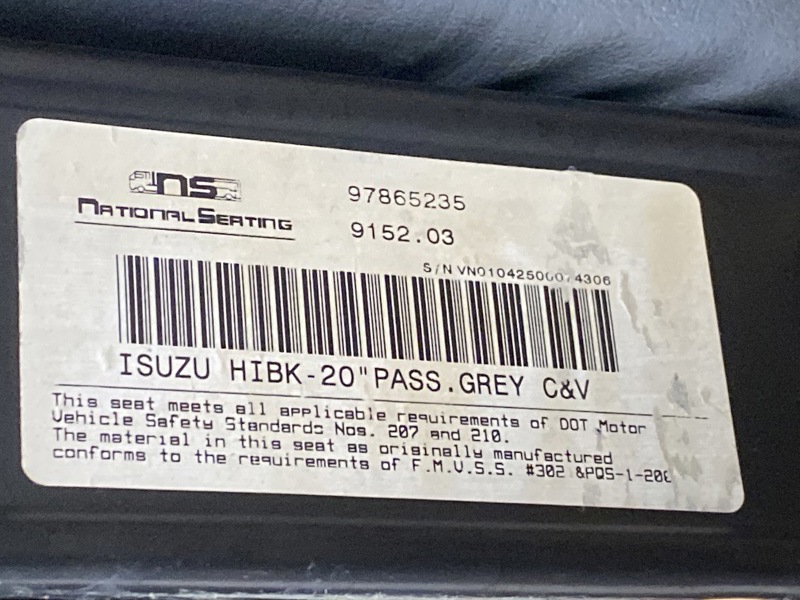 ns
NATIONAL SEATING
97865235
9152.03
S/N
ISUZU HIBK-20"PASS.GREY C&V
This seat meets all applicable requirements of DOT Motor
Vehicle Safety Standards Nos. 207 and 210.
The material in this seat as originally manufactured
conforms to the requirements of F.M.V.S.S. #302